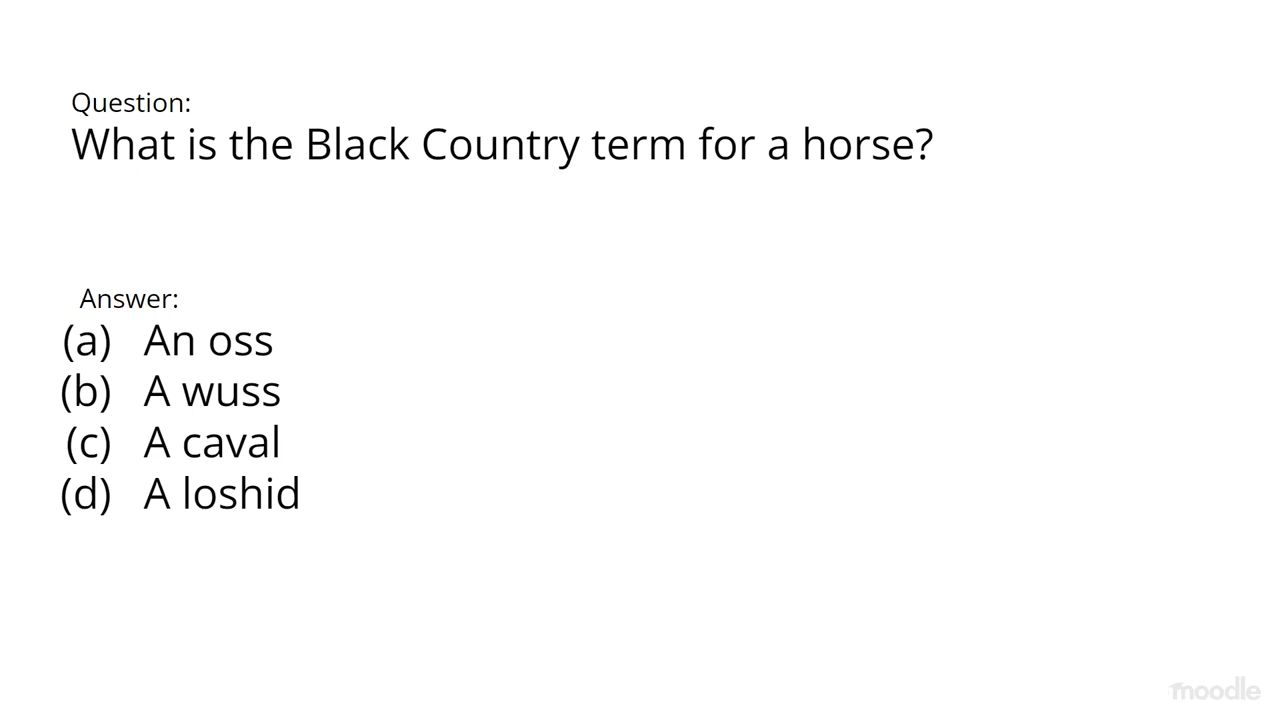 Question:
What is the Black Country term for a horse?
Answer:
(a) An oss
(b) A wuss
(c) A caval
(d) A loshid
moodle